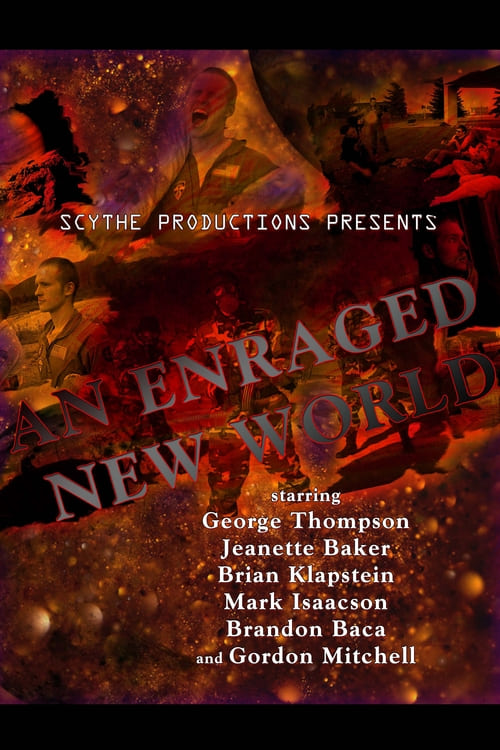 SCYTHE PRODUCTIONS PRESENTS
AN ENRAGED
NEW WORLD
starring
George Thompson
Jeanette Baker
Brian Klapstein
Mark Isaacson
Brandon Baca
and Gordon Mitchell